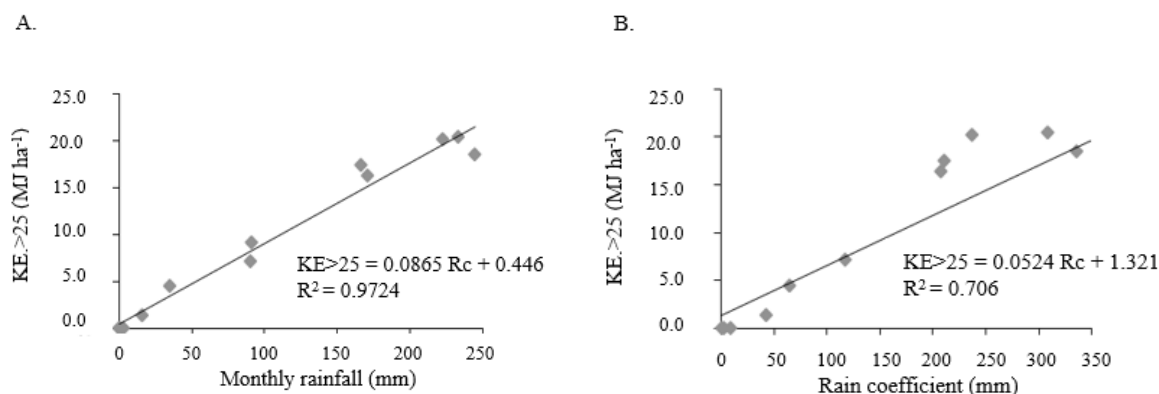 A.
KE.>25 (MJ ha⁻¹)
25.0
20.0
15.0
10.0
5.0
0.0
KE>25 = 0.0865 Rc + 0.446
R² = 0.9724
0 50 100 150 200 250
Monthly rainfall (mm)
B.
KE.>25 (MJ ha⁻¹)
25.0
20.0
15.0
10.0
5.0
0.0
KE>25 = 0.0524 Rc + 1.321
R² = 0.706
0 50 100 150 200 250 300 350
Rain coefficient (mm)